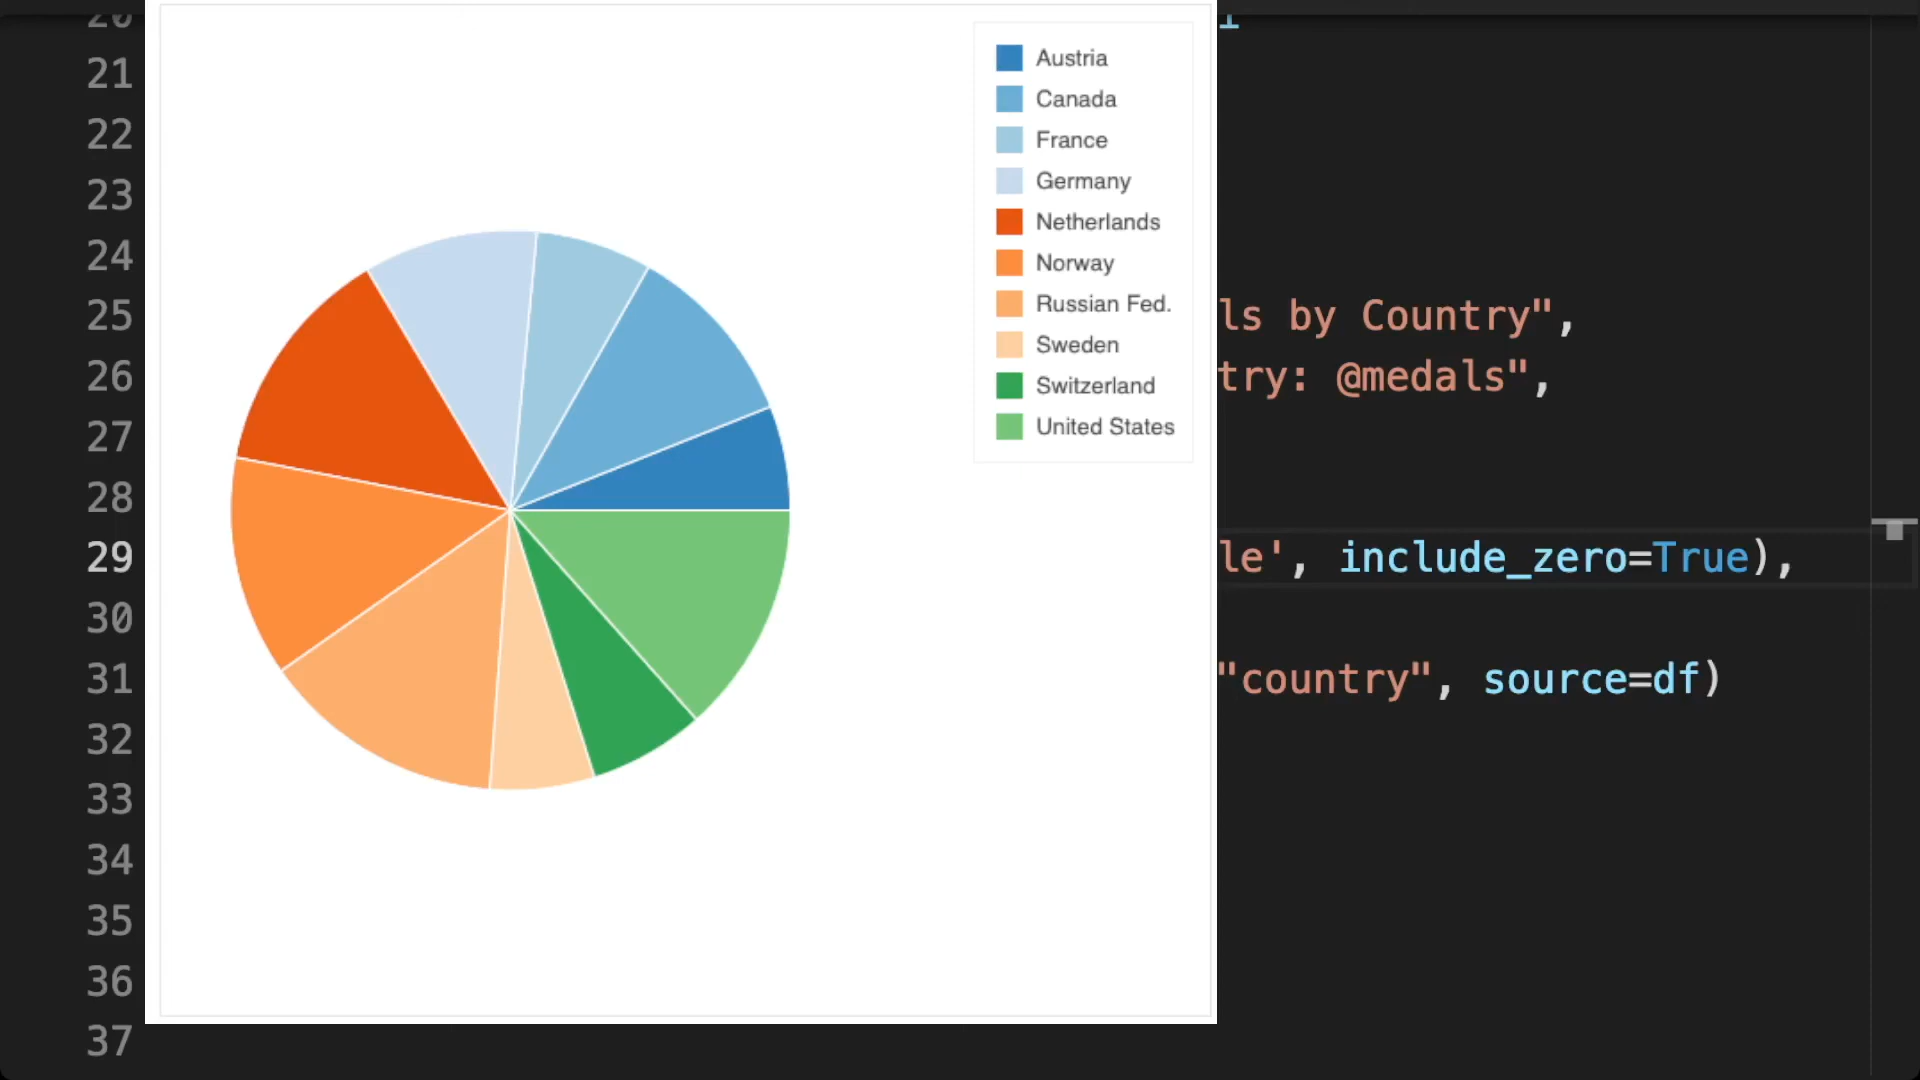 21
22
23
24
25
26
27
28
29
30
31
32
33
34
35
36
37
Austria
Canada
France
Germany
Netherlands
Norway
Russian Fed.
Sweden
Switzerland
United States
ls by Country",
try: @medals",
le', include_zero=True),
"country", source=df)